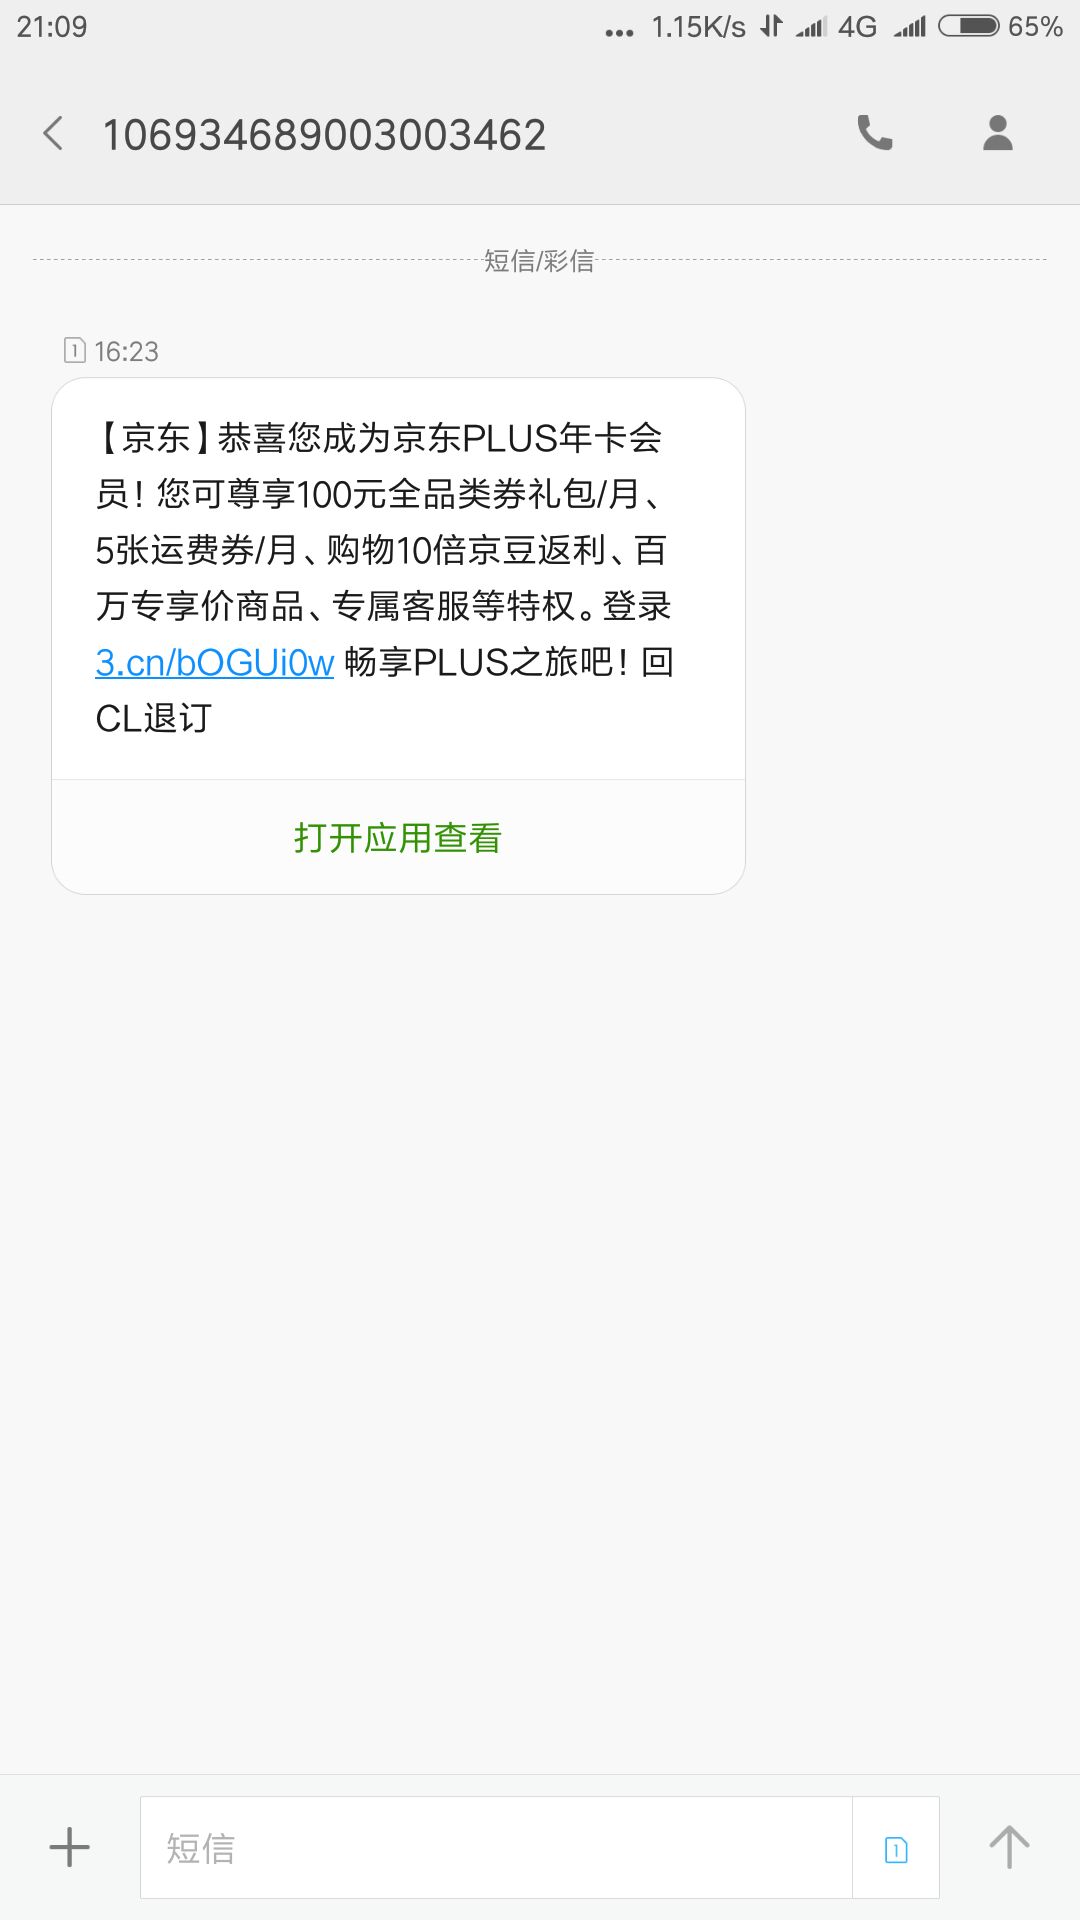 21:09
... 1.15K/s 4G 65%
106934689003003462
短信/彩信
1 16:23
【京东】恭喜您成为京东PLUS年卡会
员！您可尊享100元全品类券礼包/月、
5张运费券/月、购物10倍京豆返利、百
万专享价商品、专属客服等特权。登录
3.cn/bOGUi0w 畅享PLUS之旅吧！回
CL退订
打开应用查看
短信
1